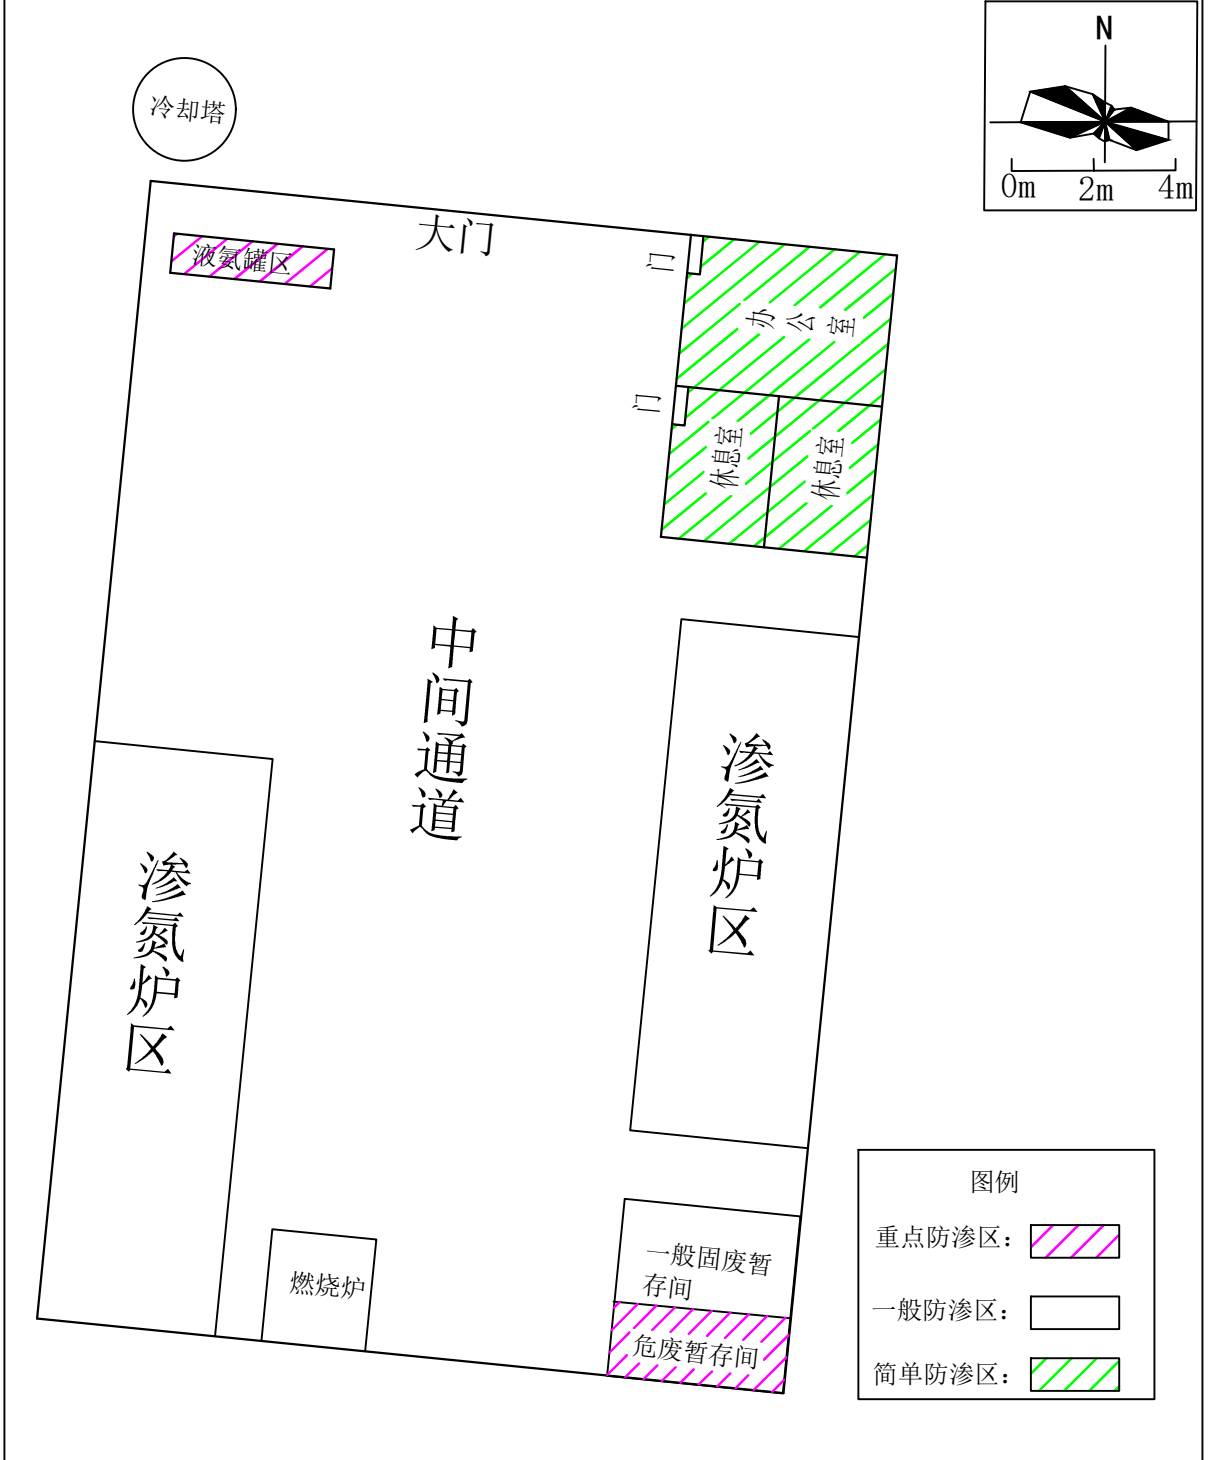 N
0m 2m 4m
冷却塔
大门
液氨罐区
门
办公室
门
休息室
休息室
中间通道
渗氮炉区
渗氮炉区
燃烧炉
一般固废暂
存间
危废暂存间
图例
重点防渗区：
一般防渗区：
简单防渗区：